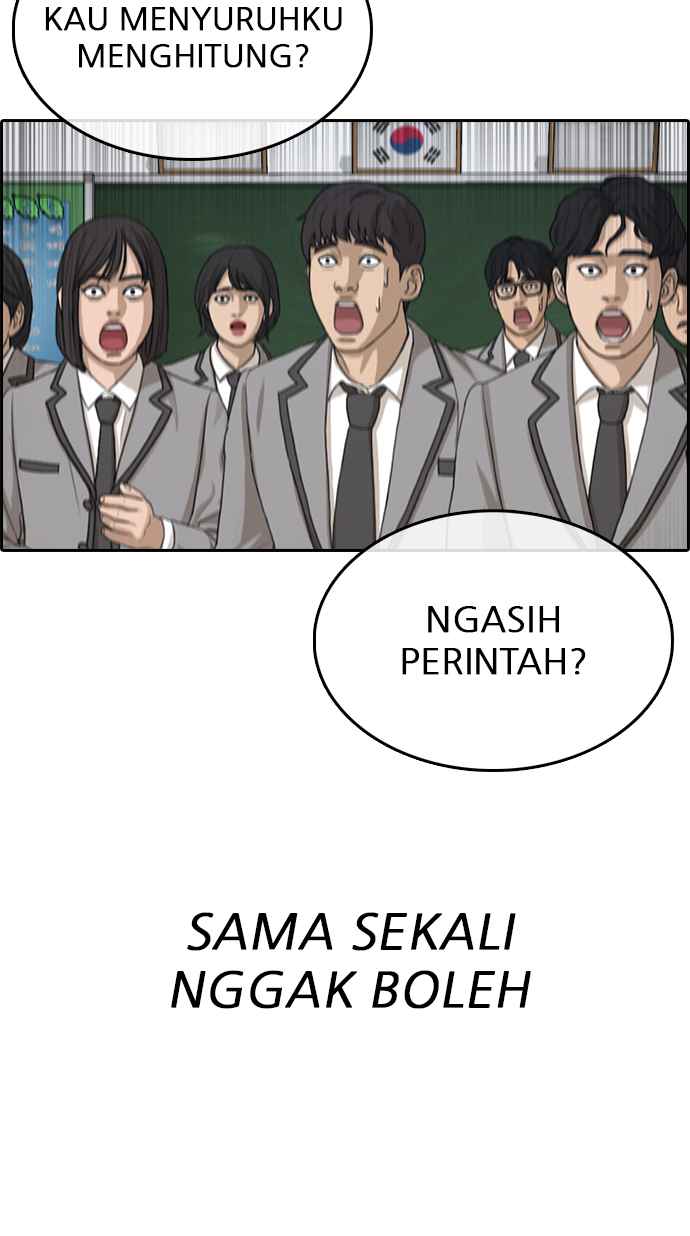 KAU MENYURUHKU
MENGHITUNG?
NGASIH
PERINTAH?
SAMA SEKALI
NGGAK BOLEH